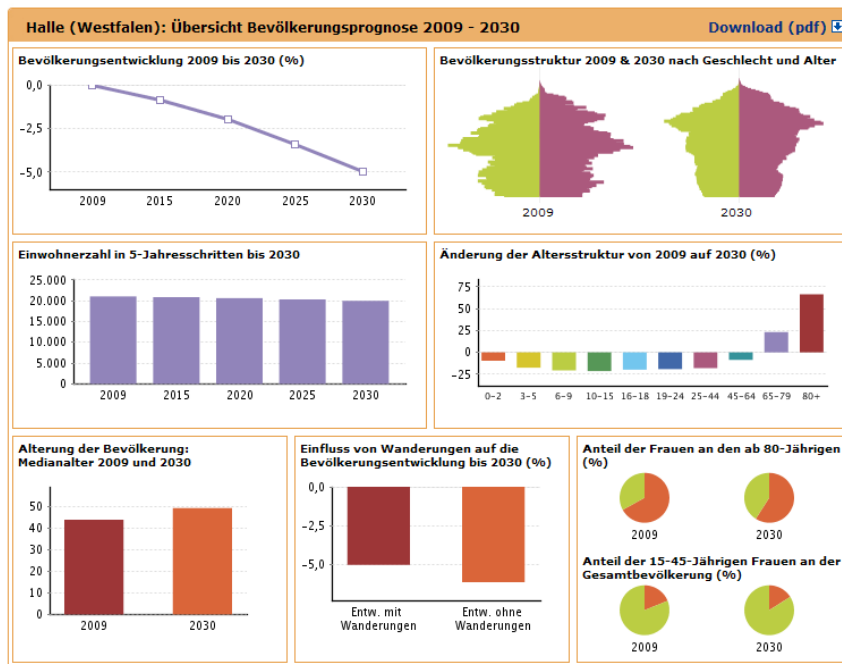 Halle (Westfalen): Übersicht Bevölkerungsprognose 2009 - 2030
Download (pdf)
Bevölkerungsentwicklung 2009 bis 2030 (%)
0,0
-2,5
-5,0
2009 2015 2020 2025 2030
Bevölkerungsstruktur 2009 & 2030 nach Geschlecht und Alter
2009 2030
Einwohnerzahl in 5-Jahresschritten bis 2030
25.000
20.000
15.000
10.000
5.000
0
2009 2015 2020 2025 2030
Änderung der Altersstruktur von 2009 auf 2030 (%)
75
50
25
0
-25
0-2 3-5 6-9 10-15 16-18 19-24 25-44 45-64 65-79 80+
Alterung der Bevölkerung:
Medianalter 2009 und 2030
50
40
30
20
10
0
2009 2030
Einfluss von Wanderungen auf die
Bevölkerungsentwicklung bis 2030 (%)
0,0
-2,5
-5,0
Entw. mit Entw. ohne
Wanderungen Wanderungen
Anteil der Frauen an den ab 80-Jährigen
(%)
2009 2030
Anteil der 15-45-Jährigen Frauen an der
Gesamtbevölkerung (%)
2009 2030